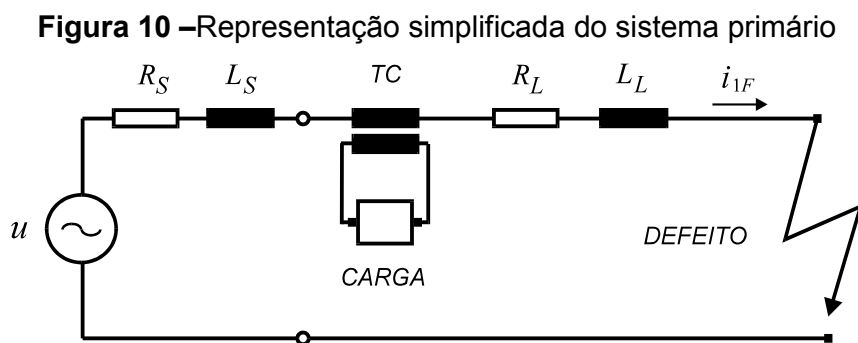 Figura 10 –Representação simplificada do sistema primário
R_S L_S TC R_L L_L i_1F
u
DEFEITO
CARGA